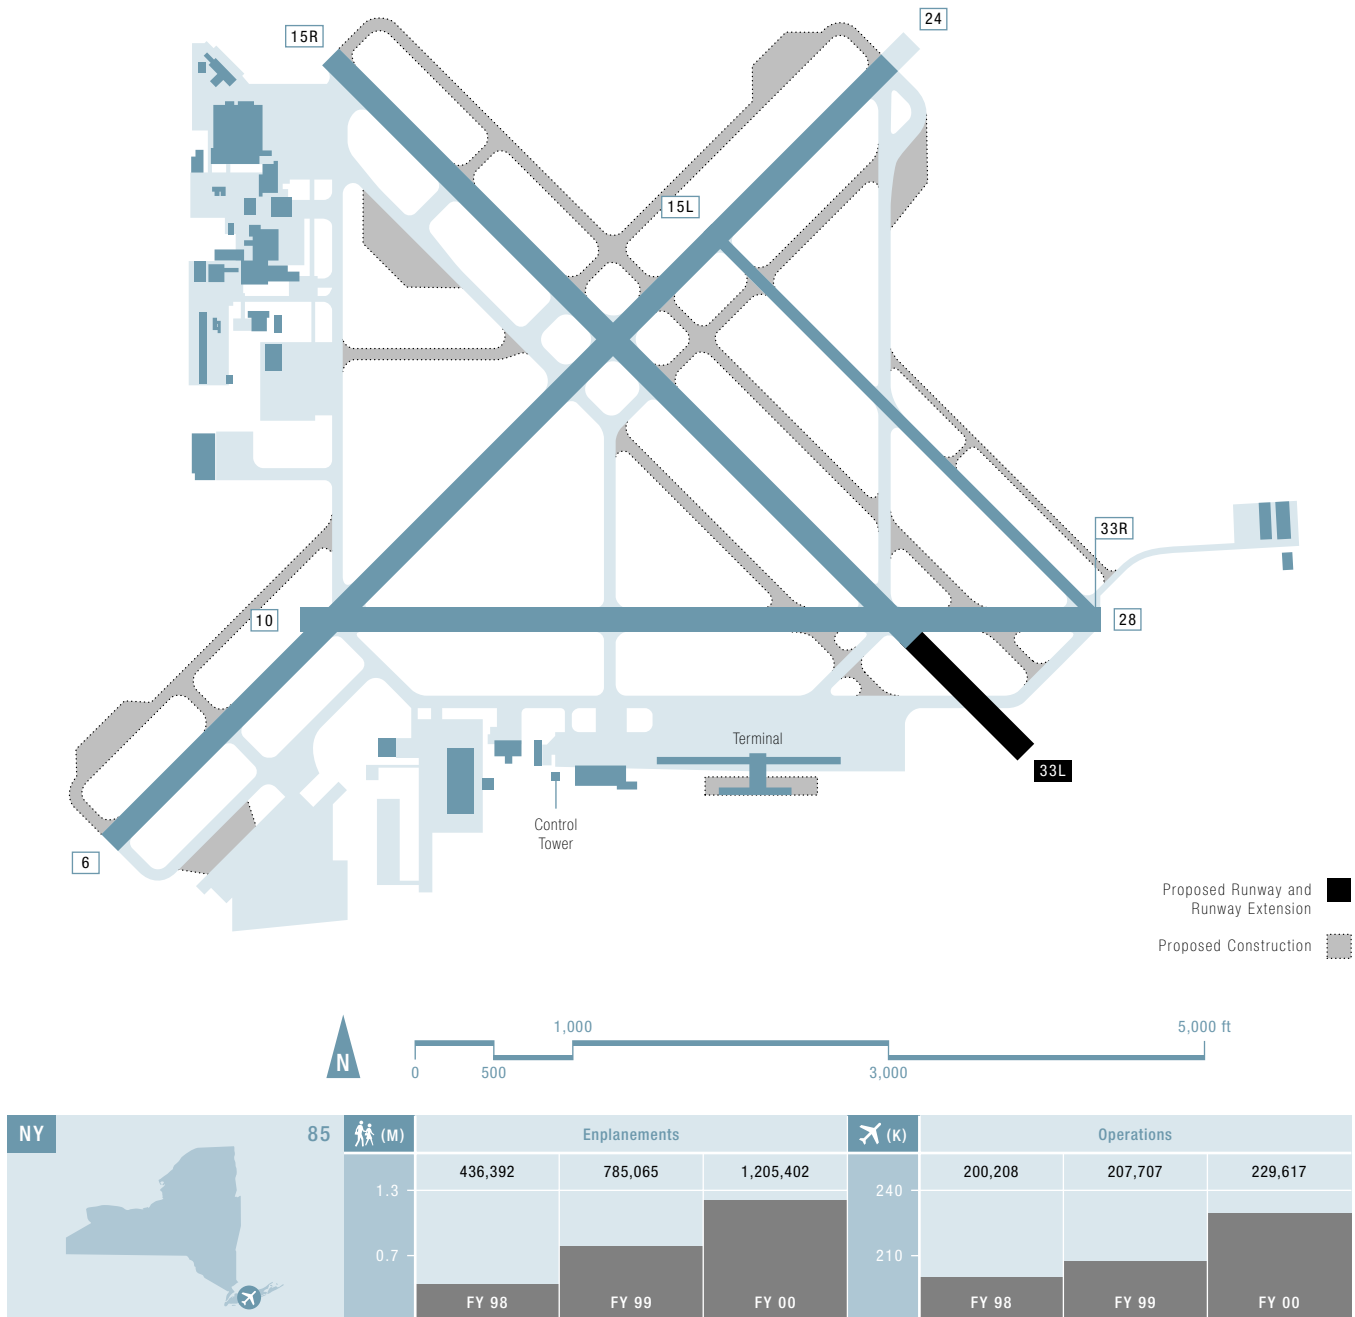 24
15R
15L
33R
10
28
Terminal
33L
Control
Tower
6
Proposed Runway and
Runway Extension
Proposed Construction
1,000
5,000 ft
N
0
500
3,000
NY
85
(M)
Enplanements
(K)
Operations
436,392
785,065
1,205,402
200,208
207,707
229,617
1.3
240
0.7
210
FY 98
FY 99
FY 00
FY 98
FY 99
FY 00